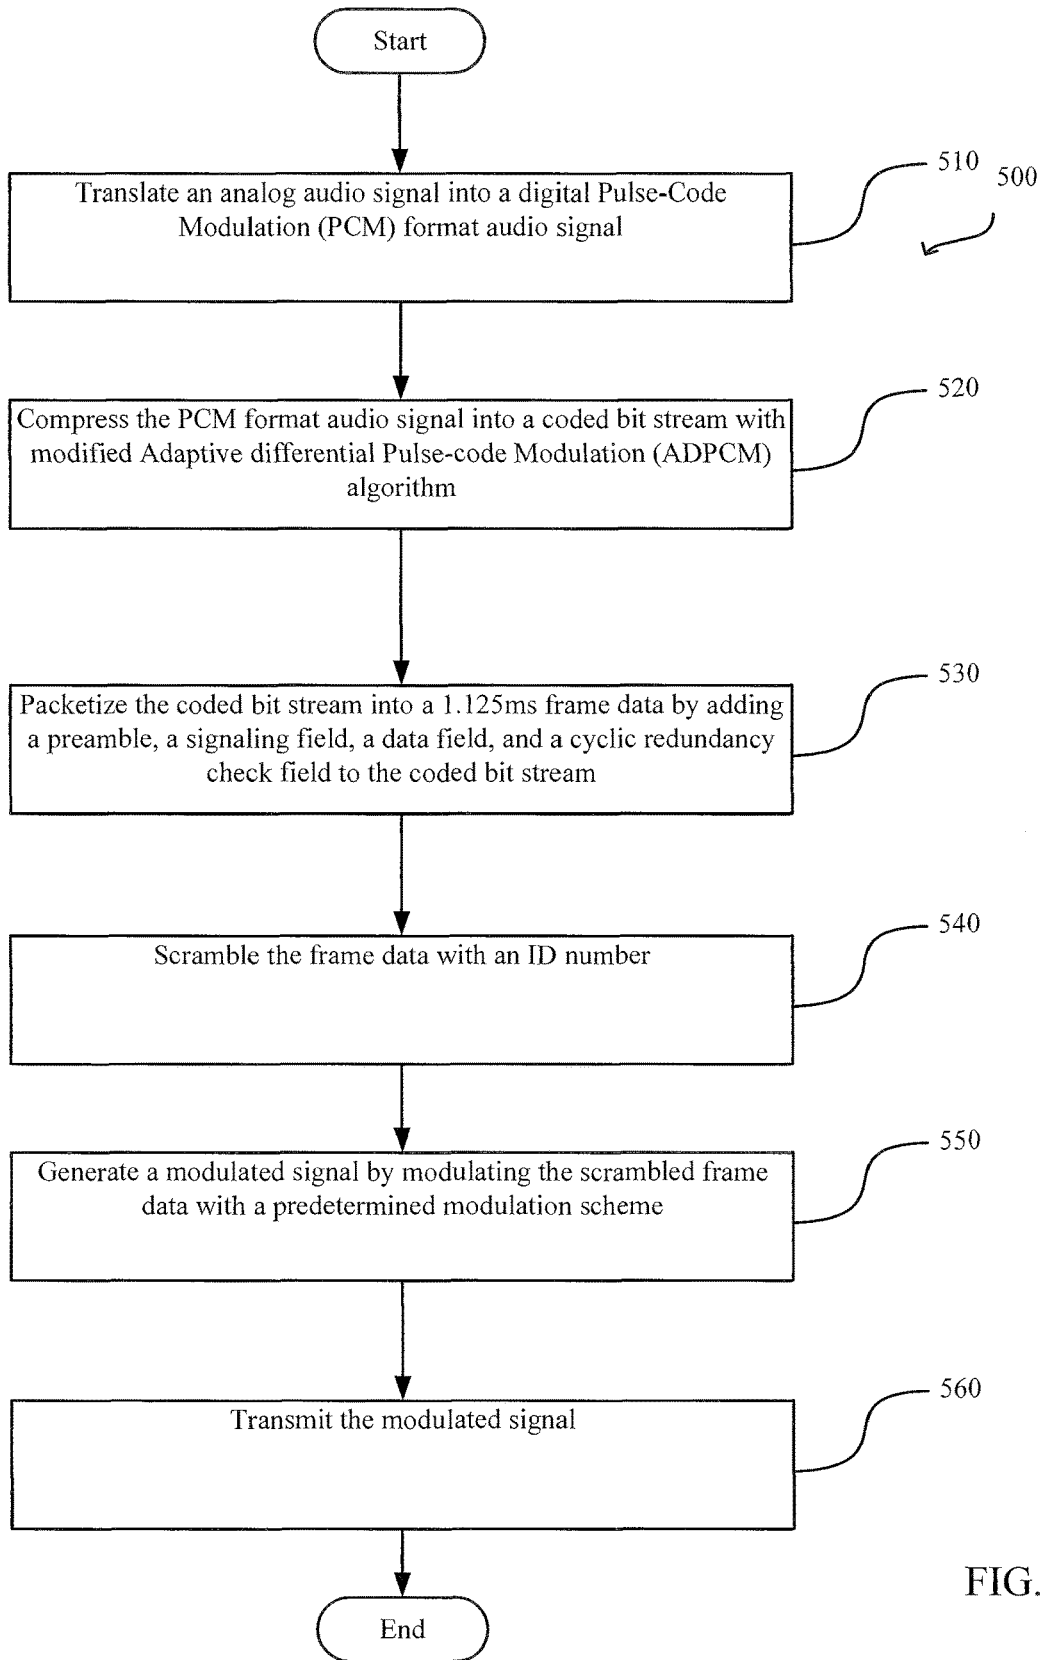 Start
510
500
Translate an analog audio signal into a digital Pulse-Code
Modulation (PCM) format audio signal
520
Compress the PCM format audio signal into a coded bit stream with
modified Adaptive differential Pulse-code Modulation (ADPCM)
algorithm
530
Packetize the coded bit stream into a 1.125ms frame data by adding
a preamble, a signaling field, a data field, and a cyclic redundancy
check field to the coded bit stream
540
Scramble the frame data with an ID number
550
Generate a modulated signal by modulating the scrambled frame
data with a predetermined modulation scheme
560
Transmit the modulated signal
FIG.
End